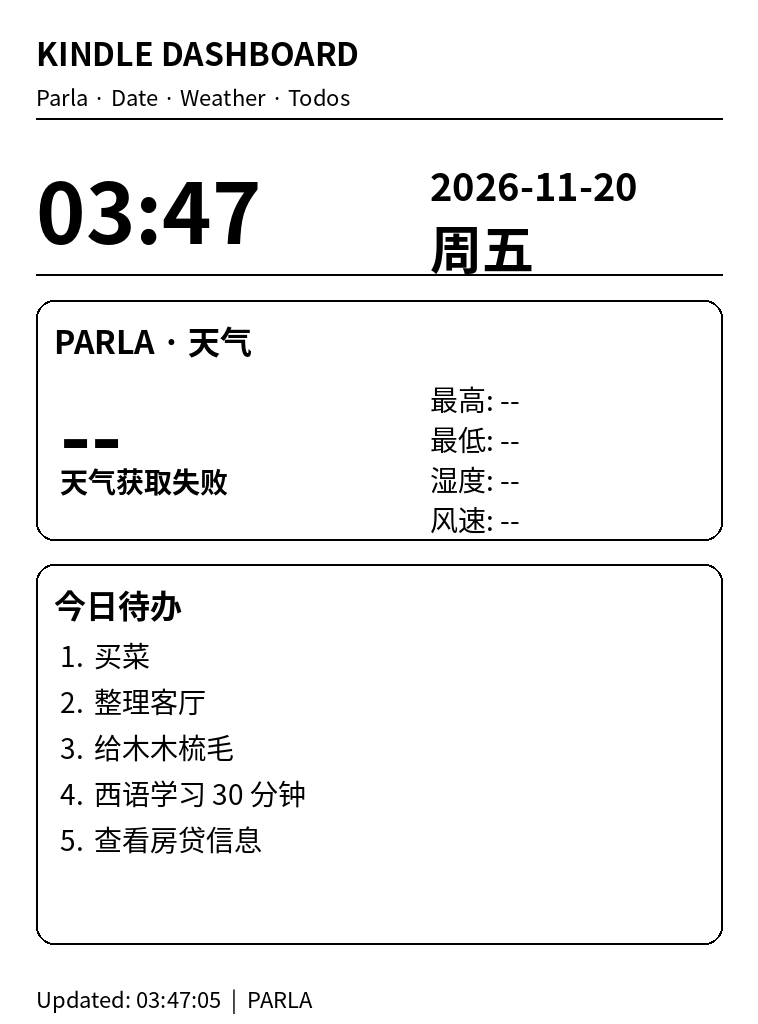 KINDLE DASHBOARD
Parla · Date · Weather · Todos
03:47
2026-11-20
周五
PARLA · 天气
--
天气获取失败
最高: --
最低: --
湿度: --
风速: --
今日待办
1. 买菜
2. 整理客厅
3. 给木木梳毛
4. 西语学习 30 分钟
5. 查看房贷信息
Updated: 03:47:05 | PARLA